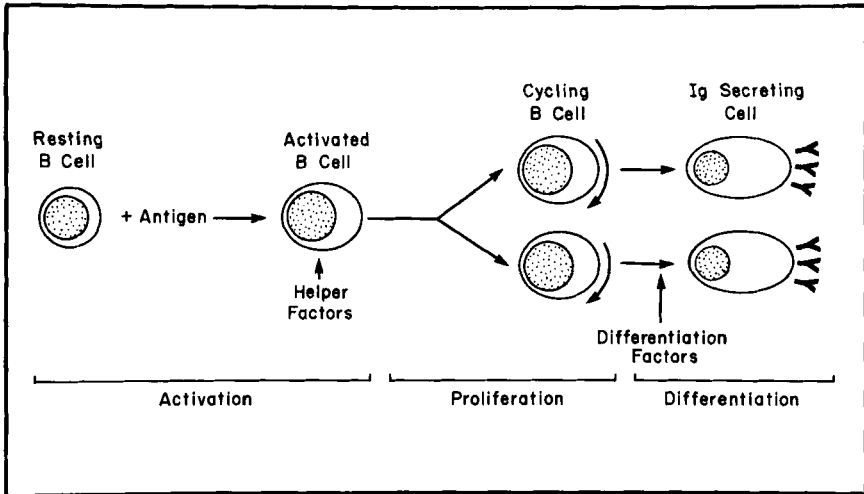 Resting
B Cell
+ Antigen
Activated
B Cell
Helper
Factors
Cycling
B Cell
Ig Secreting
Cell
Differentiation
Factors
Activation
Proliferation
Differentiation